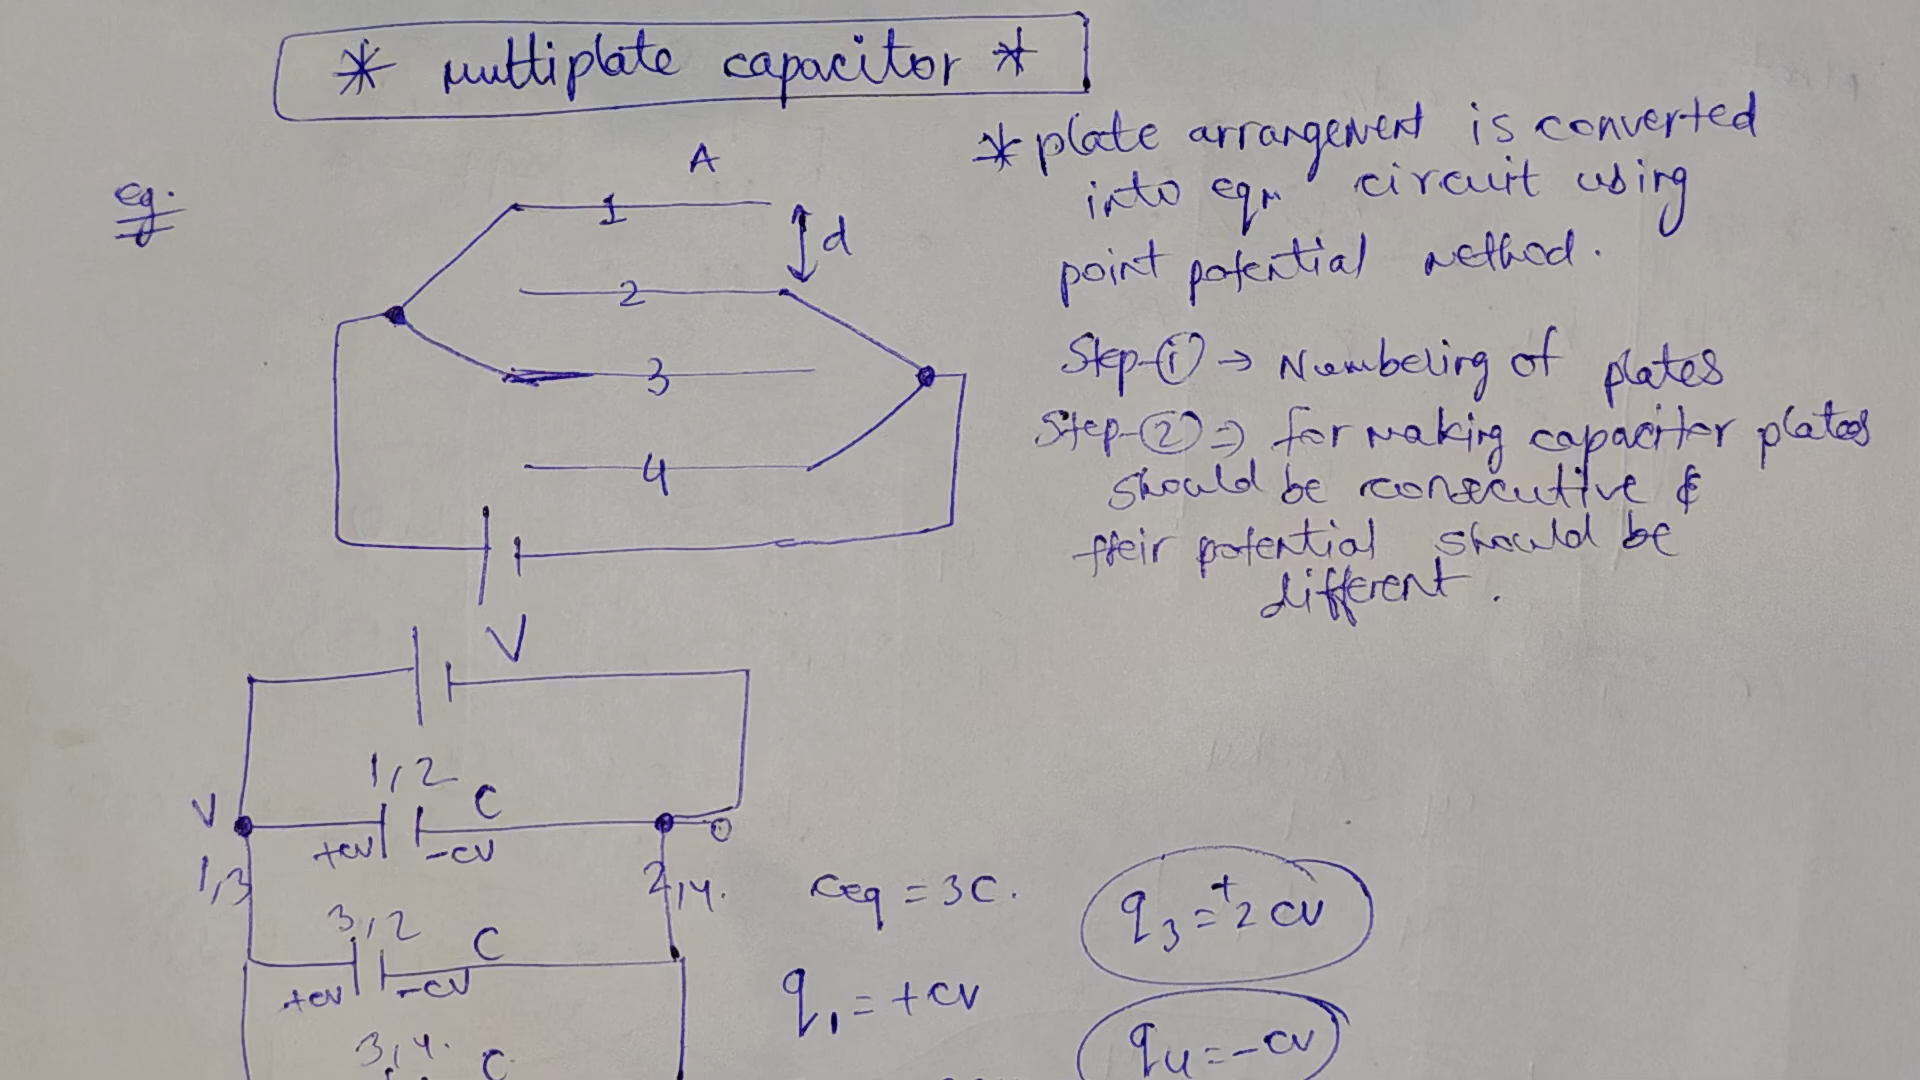 * multiplate capacitor *
eg.
A
1
d
2
3
4
V
* plate arrangement is converted
into eqn circuit using
point potential method.
Step-① → Numbering of plates
Step-② ⇒ for making capacitor plates
should be consecutive &
their potential should be
different.
1,2
V
C
0
+CV
-CV
1,3
2,4.
3,2
C
+CV
-CV
3,4.
C
Ceq = 3C.
q3 = +2CV
q1 = +CV
q4 = -CV